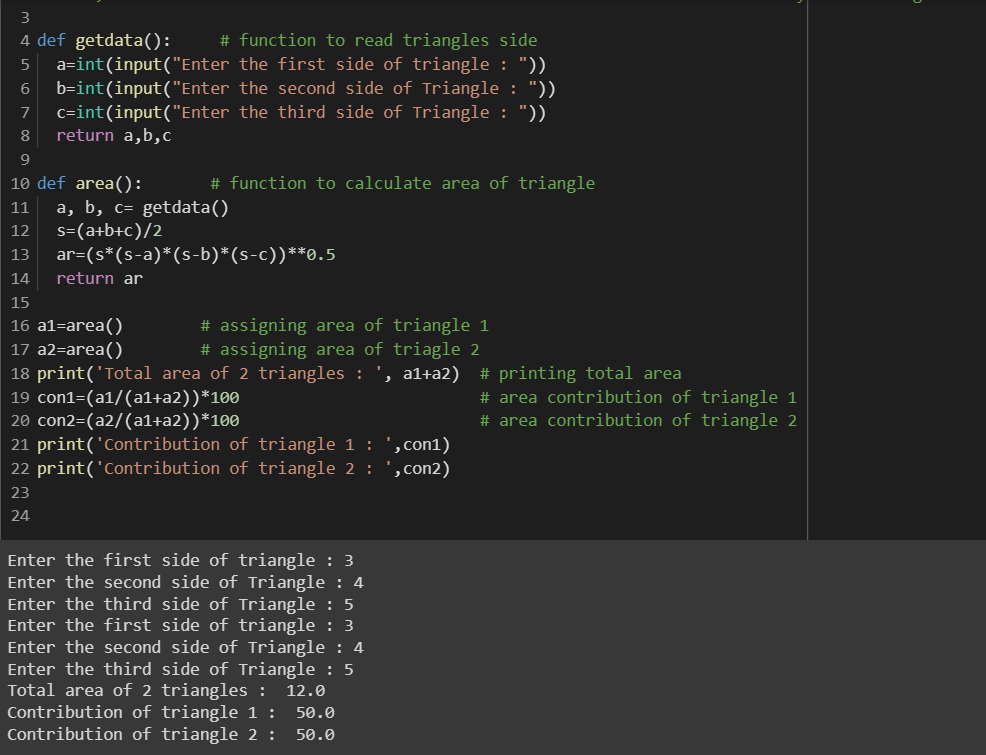 3
4 def getdata():     # function to read triangles side
5   a=int(input("Enter the first side of triangle : "))
6   b=int(input("Enter the second side of Triangle : "))
7   c=int(input("Enter the third side of Triangle : "))
8   return a,b,c
9
10 def area():       # function to calculate area of triangle
11   a, b, c= getdata()
12   s=(a+b+c)/2
13   ar=(s*(s-a)*(s-b)*(s-c))**0.5
14   return ar
15
16 a1=area()        # assigning area of triangle 1
17 a2=area()        # assigning area of triagle 2
18 print('Total area of 2 triangles : ', a1+a2)  # printing total area
19 con1=(a1/(a1+a2))*100                         # area contribution of triangle 1
20 con2=(a2/(a1+a2))*100                         # area contribution of triangle 2
21 print('Contribution of triangle 1 : ',con1)
22 print('Contribution of triangle 2 : ',con2)
23
24
Enter the first side of triangle : 3
Enter the second side of Triangle : 4
Enter the third side of Triangle : 5
Enter the first side of triangle : 3
Enter the second side of Triangle : 4
Enter the third side of Triangle : 5
Total area of 2 triangles :  12.0
Contribution of triangle 1 :  50.0
Contribution of triangle 2 :  50.0